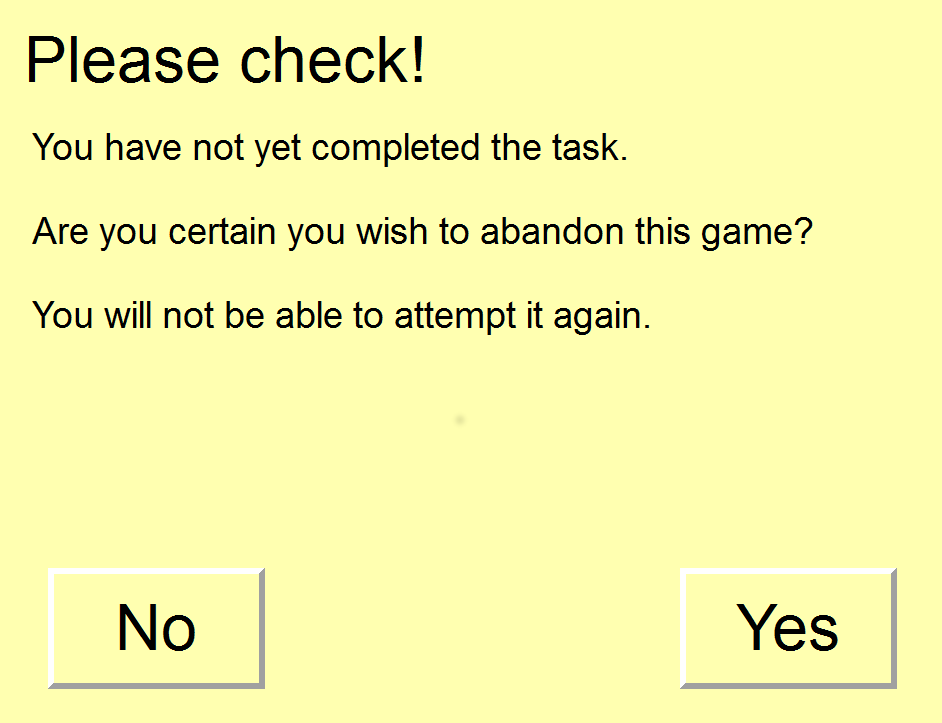 Please check!
You have not yet completed the task.
Are you certain you wish to abandon this game?
You will not be able to attempt it again.
No
Yes